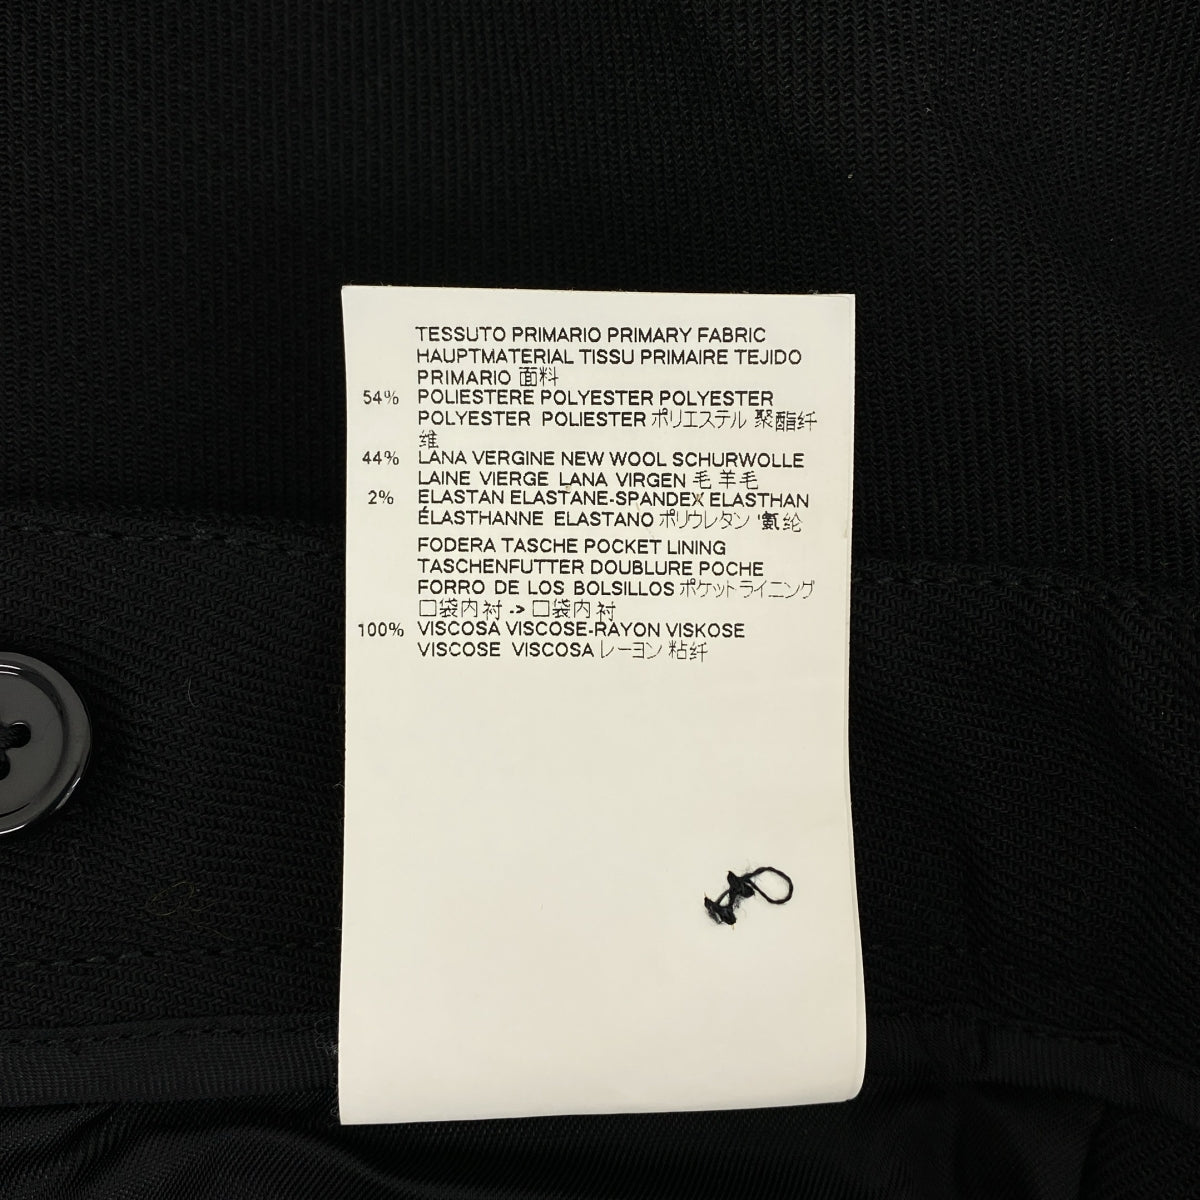 TESSUTO PRIMARIO PRIMARY FABRIC
HAUPTMATERIAL TISSU PRIMAIRE TEJIDO
PRIMARIO 面料
54% POLIESTERE POLYESTER POLYESTER
POLYESTER POLIESTER ポリエステル 聚酯纤
维
44% LANA VERGINE NEW WOOL SCHURWOLLE
LAINE VIERGE LANA VIRGEN 毛 羊毛
2% ELASTAN ELASTANE-SPANDEX ELASTHAN
ÉLASTHANNE ELASTANO ポリウレタン '氨纶
FODERA TASCHE POCKET LINING
TASCHENFUTTER DOUBLURE POCHE
FORRO DE LOS BOLSILLOS ポケットライニング
口袋内衬 -> 口袋内衬
100% VISCOSA VISCOSE-RAYON VISKOSE
VISCOSE VISCOSA レーヨン 粘纤